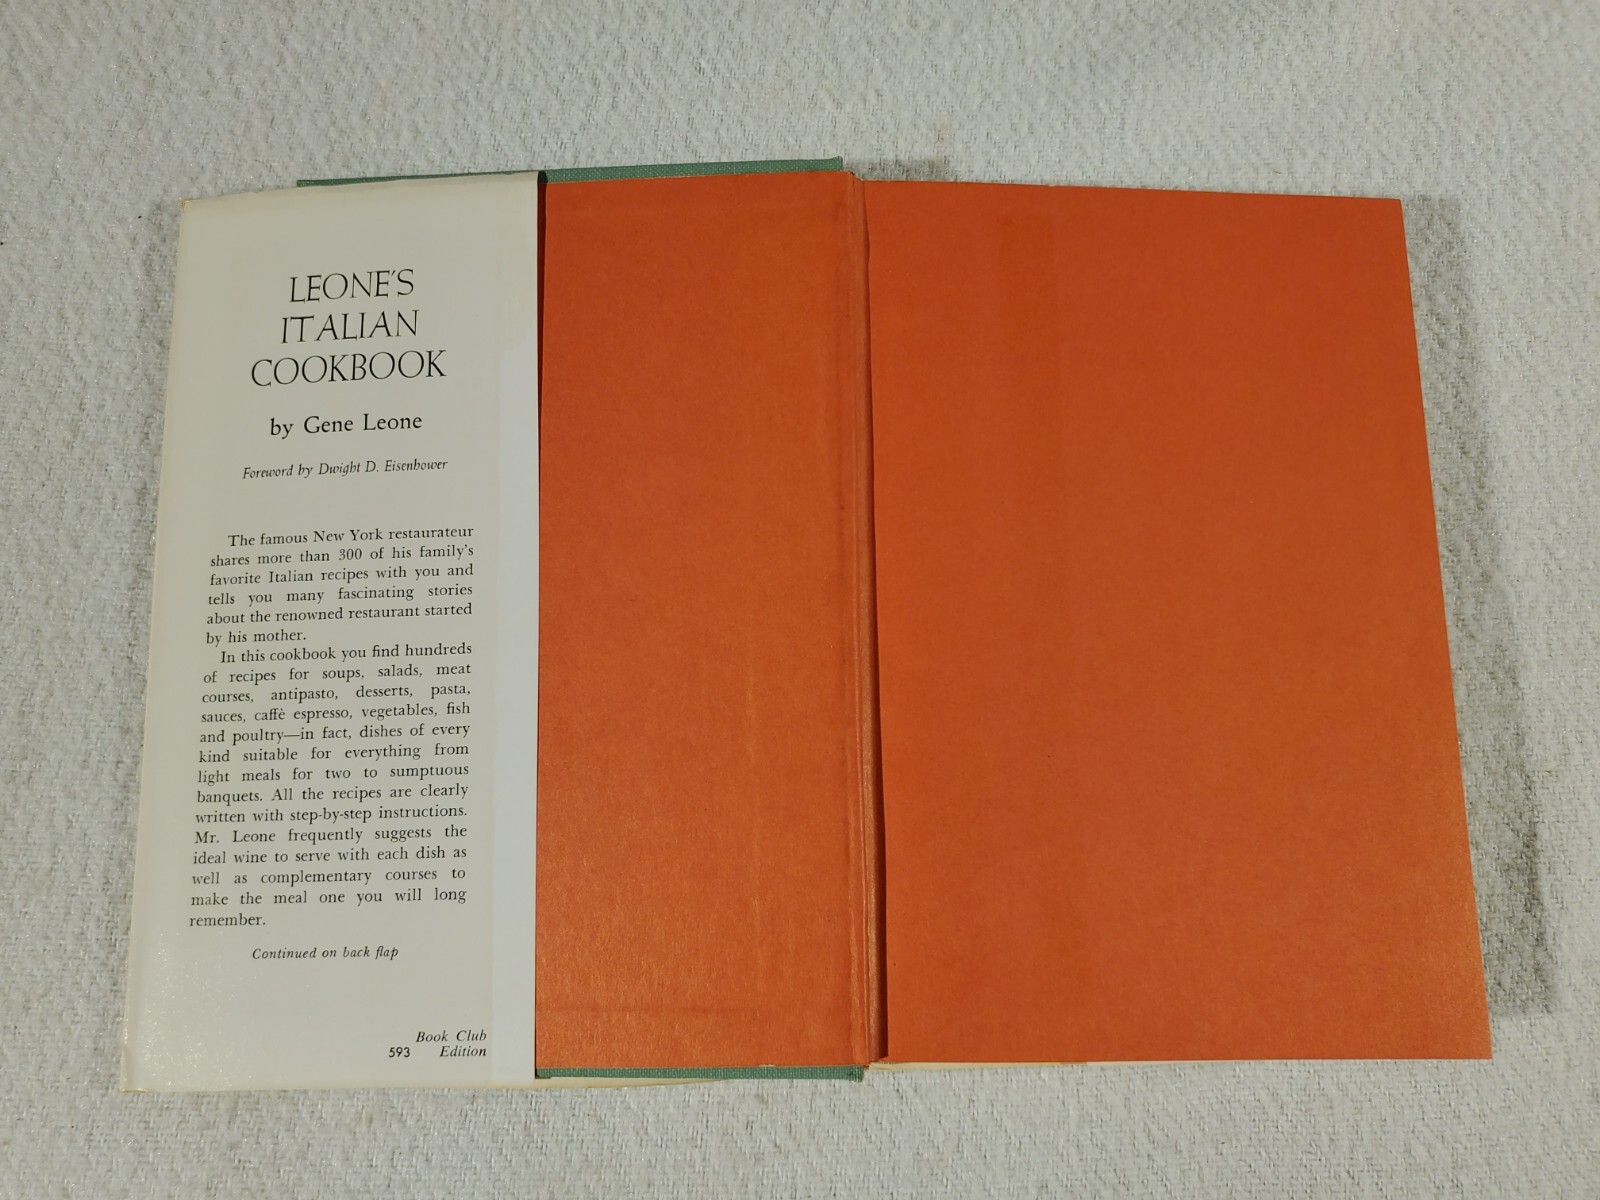 LEONE'S
ITALIAN
COOKBOOK
by Gene Leone
Foreword by Dwight D. Eisenhower
The famous New York restaurateur
shares more than 300 of his family's
favorite Italian recipes with you and
tells you many fascinating stories
about the renowned restaurant started
by his mother.
In this cookbook you find hundreds
of recipes for soups, salads, meat
courses, antipasto, desserts, pasta,
sauces, caffè espresso, vegetables, fish
and poultry—in fact, dishes of every
kind suitable for everything from
light meals for two to sumptuous
banquets. All the recipes are clearly
written with step-by-step instructions.
Mr. Leone frequently suggests the
ideal wine to serve with each dish as
well as complementary courses to
make the meal one you will long
remember.
Continued on back flap
Book Club
593 Edition